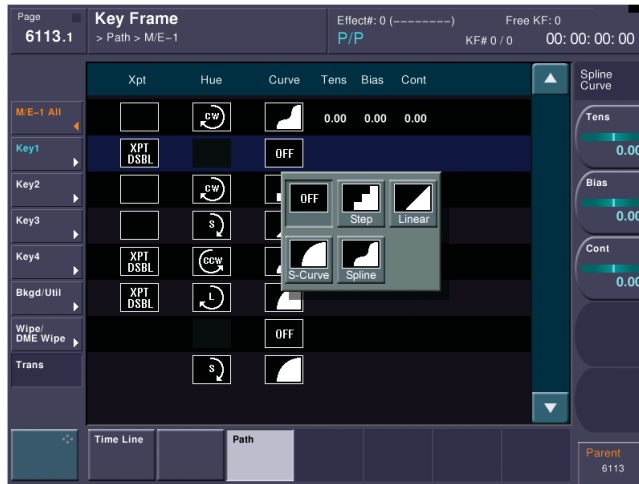 Page
6113.1
Key Frame
> Path > M/E-1
Effect#: 0 (--------)
Free KF: 0
P/P
KF# 0 / 0
00: 00: 00: 00
Xpt Hue Curve Tens Bias Cont
Spline
Curve
M/E-1 All
CW
0.00 0.00 0.00
Tens
0.00
Key1
XPT
DSBL
OFF
Key2
CW
Bias
0.00
OFF
Step
Linear
S-Curve
Spline
Key3
S
Key4
XPT
DSBL
CCW
Cont
0.00
Bkgd/Util
XPT
DSBL
L
Wipe/
DME Wipe
OFF
Trans
S
Time Line
Path
Parent
6113